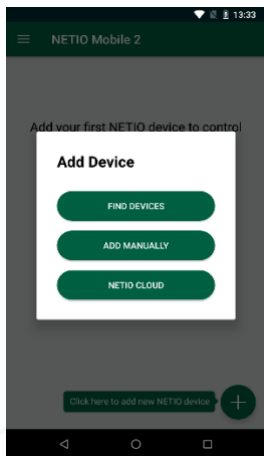 13:33
NETIO Mobile 2
Add your first NETIO device to control
Add Device
FIND DEVICES
ADD MANUALLY
NETIO CLOUD
Click here to add new NETIO device